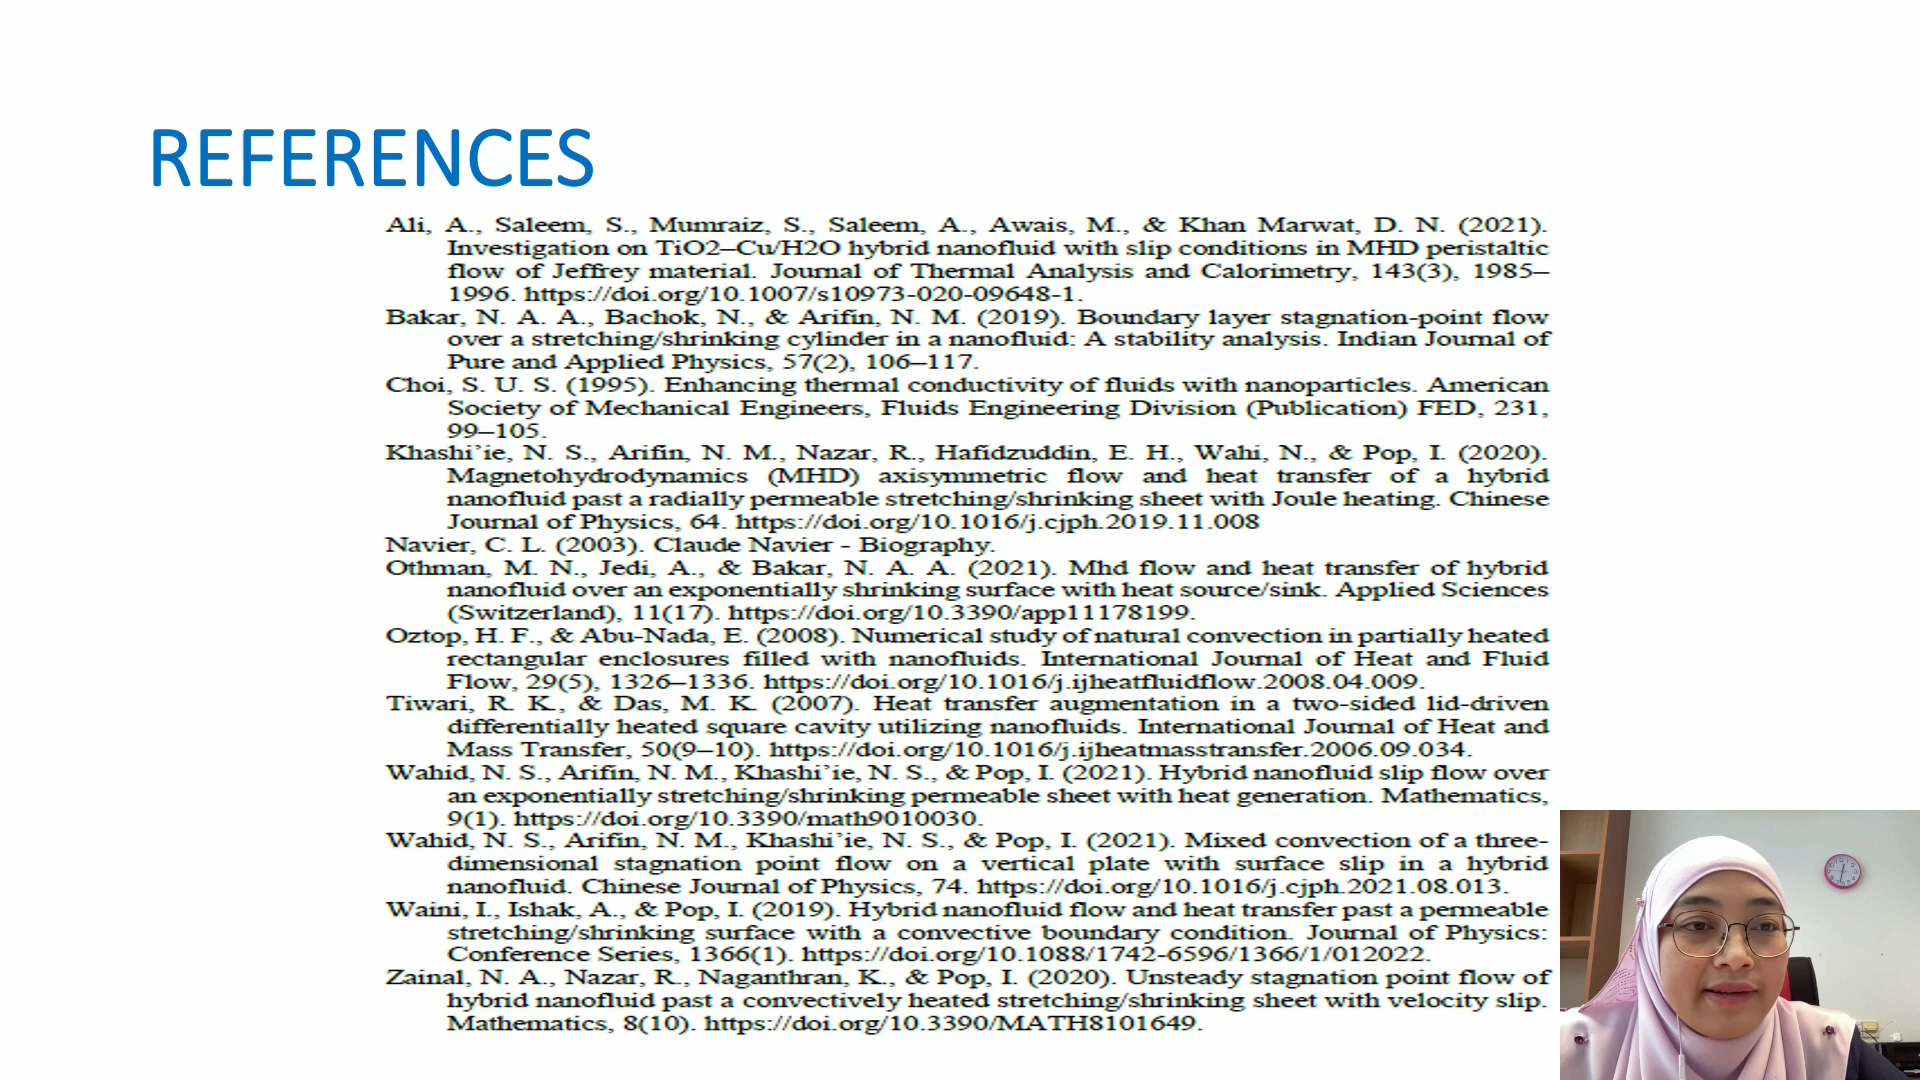 REFERENCES
Ali, A., Saleem, S., Mumraiz, S., Saleem, A., Awais, M., & Khan Marwat, D. N. (2021).
Investigation on TiO2–Cu/H2O hybrid nanofluid with slip conditions in MHD peristaltic
flow of Jeffrey material. Journal of Thermal Analysis and Calorimetry, 143(3), 1985–
1996. https://doi.org/10.1007/s10973-020-09648-1.
Bakar, N. A. A., Bachok, N., & Arifin, N. M. (2019). Boundary layer stagnation-point flow
over a stretching/shrinking cylinder in a nanofluid: A stability analysis. Indian Journal of
Pure and Applied Physics, 57(2), 106–117.
Choi, S. U. S. (1995). Enhancing thermal conductivity of fluids with nanoparticles. American
Society of Mechanical Engineers, Fluids Engineering Division (Publication) FED, 231,
99–105.
Khashi’ie, N. S., Arifin, N. M., Nazar, R., Hafidzuddin, E. H., Wahi, N., & Pop, I. (2020).
Magnetohydrodynamics (MHD) axisymmetric flow and heat transfer of a hybrid
nanofluid past a radially permeable stretching/shrinking sheet with Joule heating. Chinese
Journal of Physics, 64. https://doi.org/10.1016/j.cjph.2019.11.008
Navier, C. L. (2003). Claude Navier - Biography.
Othman, M. N., Jedi, A., & Bakar, N. A. A. (2021). Mhd flow and heat transfer of hybrid
nanofluid over an exponentially shrinking surface with heat source/sink. Applied Sciences
(Switzerland), 11(17). https://doi.org/10.3390/app11178199.
Oztop, H. F., & Abu-Nada, E. (2008). Numerical study of natural convection in partially heated
rectangular enclosures filled with nanofluids. International Journal of Heat and Fluid
Flow, 29(5), 1326–1336. https://doi.org/10.1016/j.ijheatfluidflow.2008.04.009.
Tiwari, R. K., & Das, M. K. (2007). Heat transfer augmentation in a two-sided lid-driven
differentially heated square cavity utilizing nanofluids. International Journal of Heat and
Mass Transfer, 50(9–10). https://doi.org/10.1016/j.ijheatmasstransfer.2006.09.034.
Wahid, N. S., Arifin, N. M., Khashi’ie, N. S., & Pop, I. (2021). Hybrid nanofluid slip flow over
an exponentially stretching/shrinking permeable sheet with heat generation. Mathematics,
9(1). https://doi.org/10.3390/math9010030.
Wahid, N. S., Arifin, N. M., Khashi’ie, N. S., & Pop, I. (2021). Mixed convection of a three-
dimensional stagnation point flow on a vertical plate with surface slip in a hybrid
nanofluid. Chinese Journal of Physics, 74. https://doi.org/10.1016/j.cjph.2021.08.013.
Waini, I., Ishak, A., & Pop, I. (2019). Hybrid nanofluid flow and heat transfer past a permeable
stretching/shrinking surface with a convective boundary condition. Journal of Physics:
Conference Series, 1366(1). https://doi.org/10.1088/1742-6596/1366/1/012022.
Zainal, N. A., Nazar, R., Naganthran, K., & Pop, I. (2020). Unsteady stagnation point flow of
hybrid nanofluid past a convectively heated stretching/shrinking sheet with velocity slip.
Mathematics, 8(10). https://doi.org/10.3390/MATH8101649.